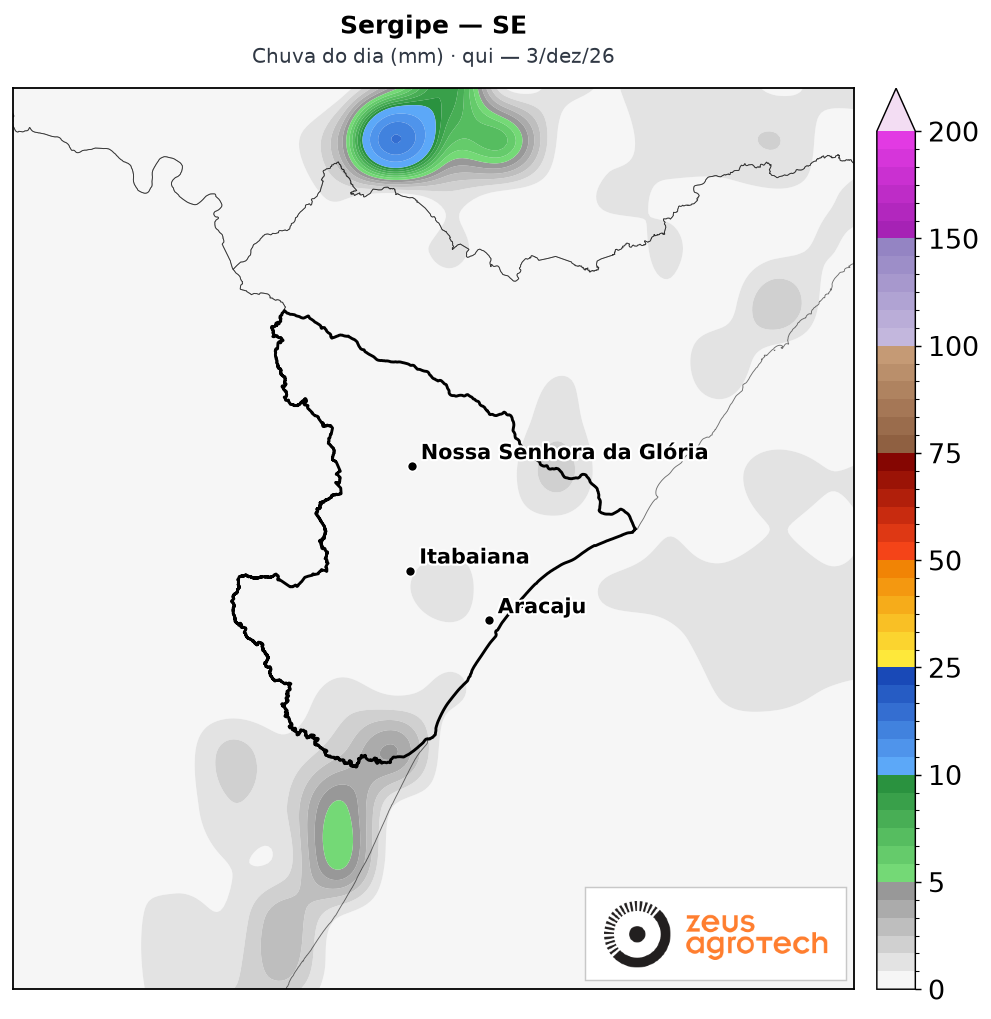 Sergipe — SE
Chuva do dia (mm) · qui — 3/dez/26
200
150
100
75
50
25
10
5
0
Nossa Senhora da Glória
Itabaiana
Aracaju
zeus
agrotech